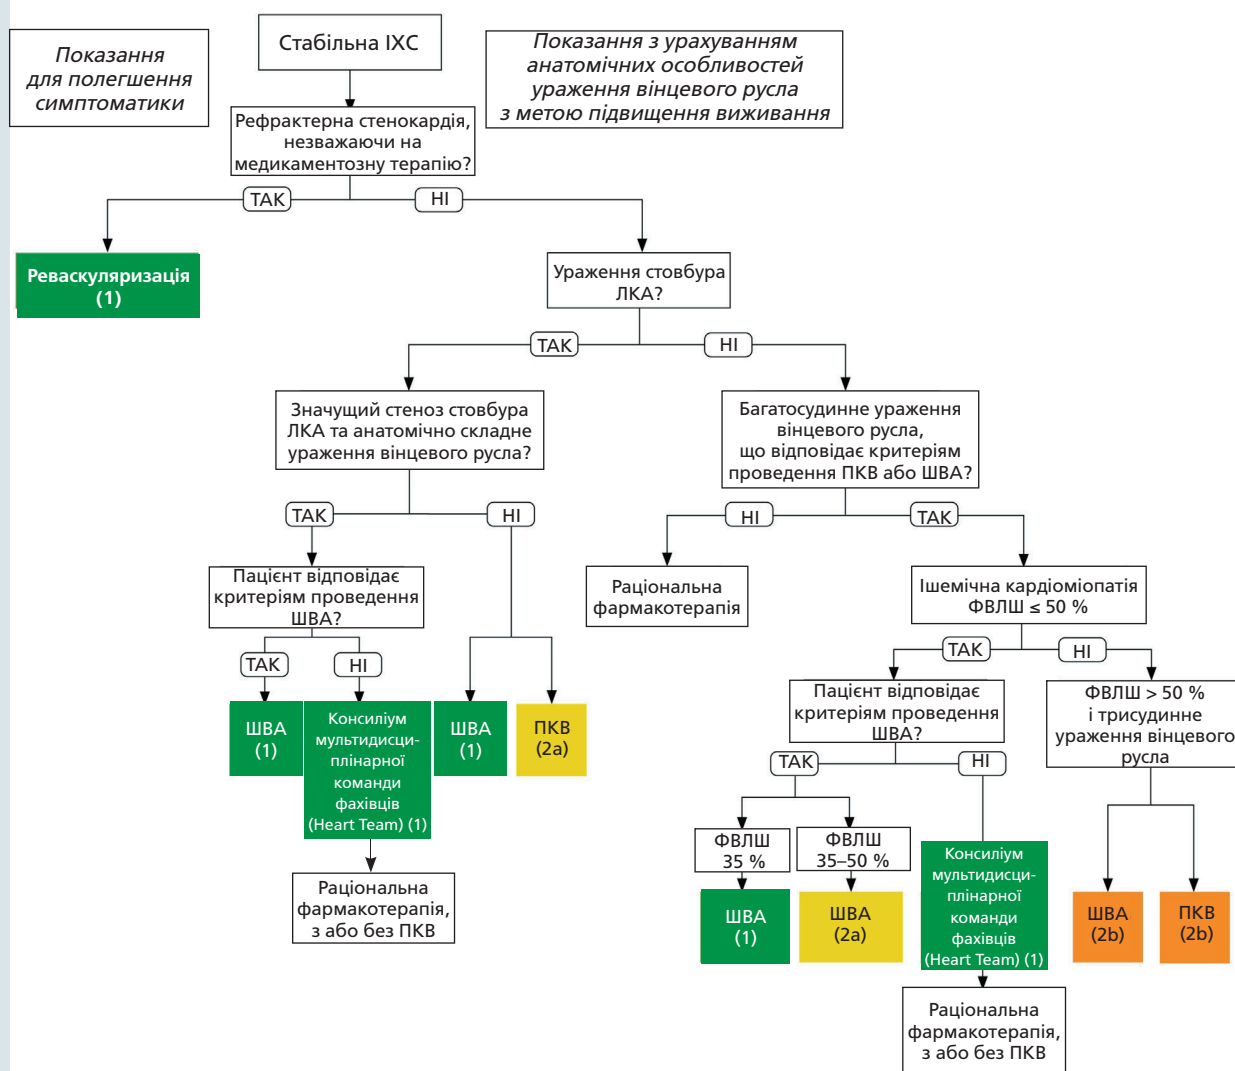 Показання
для полегшення
симптоматики
Стабільна ІХС
Показання з урахуванням
анатомічних особливостей
ураження вінцевого русла
з метою підвищення виживання
Рефрактерна стенокардія,
незважаючи на
медикаментозну терапію?
ТАК
НІ
Реваскуляризація
(1)
Ураження стовбура
ЛКА?
ТАК
НІ
Значущий стеноз стовбура
ЛКА та анатомічно складне
ураження вінцевого русла?
Багатосудинне ураження
вінцевого русла,
що відповідає критеріям
проведення ПКВ або ШВА?
ТАК
НІ
НІ
ТАК
Пацієнт відповідає
критеріям проведення
ШВА?
Раціональна
фармакотерапія
Ішемічна кардіоміопатія
ФВЛШ ≤ 50 %
ТАК
НІ
ТАК
НІ
ШВА
(1)
Консиліум
мультидисци-
плінарної
команди
фахівців
(Heart Team) (1)
ШВА
(1)
ПКВ
(2a)
Пацієнт відповідає
критеріям проведення
ШВА?
ФВЛШ > 50 %
і трисудинне
ураження вінцевого
русла
ТАК
НІ
ФВЛШ
35 %
ФВЛШ
35–50 %
Раціональна
фармакотерапія,
з або без ПКВ
ШВА
(1)
ШВА
(2a)
Консиліум
мультидисци-
плінарної
команди
фахівців
(Heart Team) (1)
ШВА
(2b)
ПКВ
(2b)
Раціональна
фармакотерапія,
з або без ПКВ